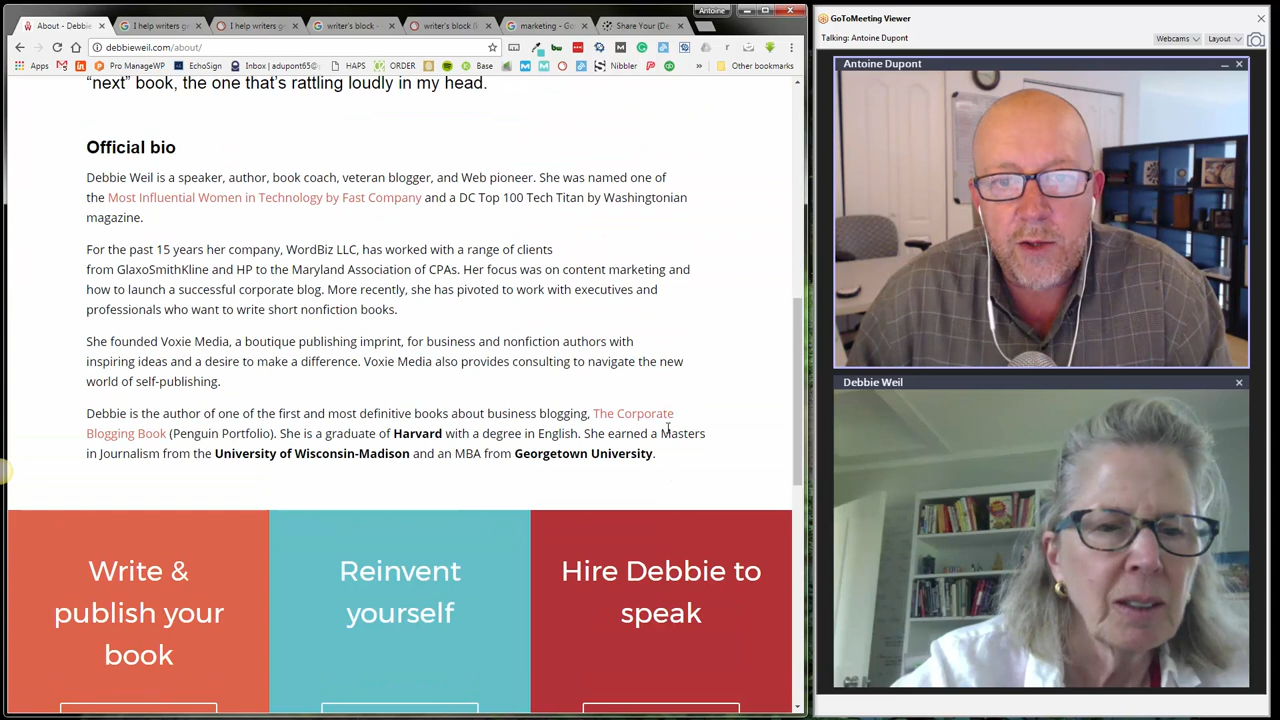 Antoine
About - Debbie
I help writers g
I help writers g
writer's block -
writer's block
marketing - Go
Share Your (De
debbieweil.com/about/
Apps
Pro ManageWP
EchoSign
Inbox | adupont65@
HAPS
ORDER
Base
Nibbler
Other bookmarks
"next" book, the one that's rattling loudly in my head.
Official bio
Debbie Weil is a speaker, author, book coach, veteran blogger, and Web pioneer. She was named one of
the Most Influential Women in Technology by Fast Company and a DC Top 100 Tech Titan by Washingtonian
magazine.
For the past 15 years her company, WordBiz LLC, has worked with a range of clients
from GlaxoSmithKline and HP to the Maryland Association of CPAs. Her focus was on content marketing and
how to launch a successful corporate blog. More recently, she has pivoted to work with executives and
professionals who want to write short nonfiction books.
She founded Voxie Media, a boutique publishing imprint, for business and nonfiction authors with
inspiring ideas and a desire to make a difference. Voxie Media also provides consulting to navigate the new
world of self-publishing.
Debbie is the author of one of the first and most definitive books about business blogging, The Corporate
Blogging Book (Penguin Portfolio). She is a graduate of Harvard with a degree in English. She earned a Masters
in Journalism from the University of Wisconsin-Madison and an MBA from Georgetown University.
Write &
publish your
book
Reinvent
yourself
Hire Debbie to
speak
GoToMeeting Viewer
Talking: Antoine Dupont
Webcams
Layout
Antoine Dupont
Debbie Weil